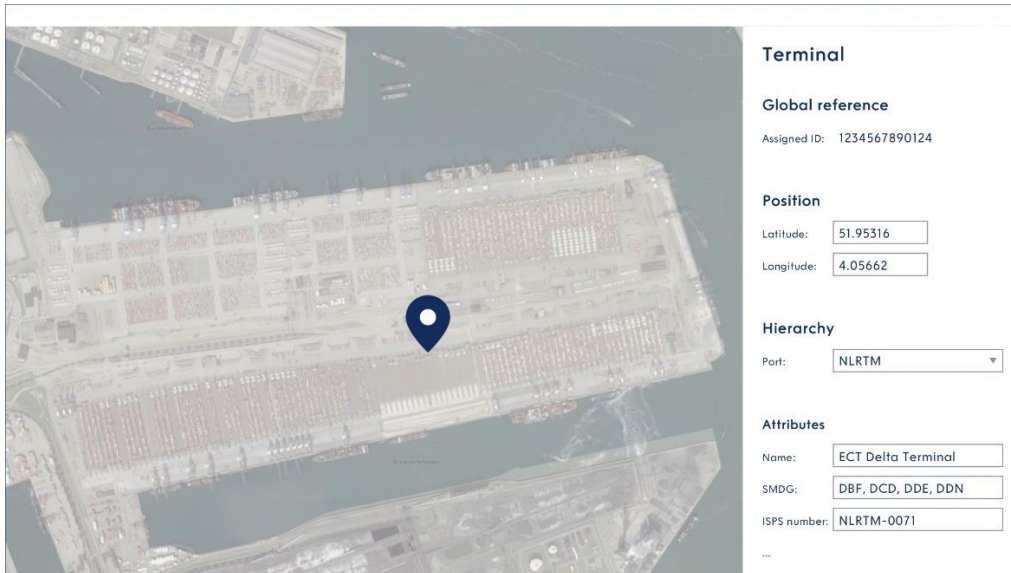 Terminal
Global reference
Assigned ID: 1234567890124
Position
Latitude: 51.95316
Longitude: 4.05662
Hierarchy
Port: NLRTM
Attributes
Name: ECT Delta Terminal
SMDG: DBF, DCD, DDE, DDN
ISPS number: NLRTM-0071
...